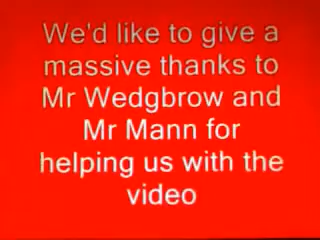 We'd like to give a
massive thanks to
Mr Wedgbrow and
Mr Mann for
helping us with the
video